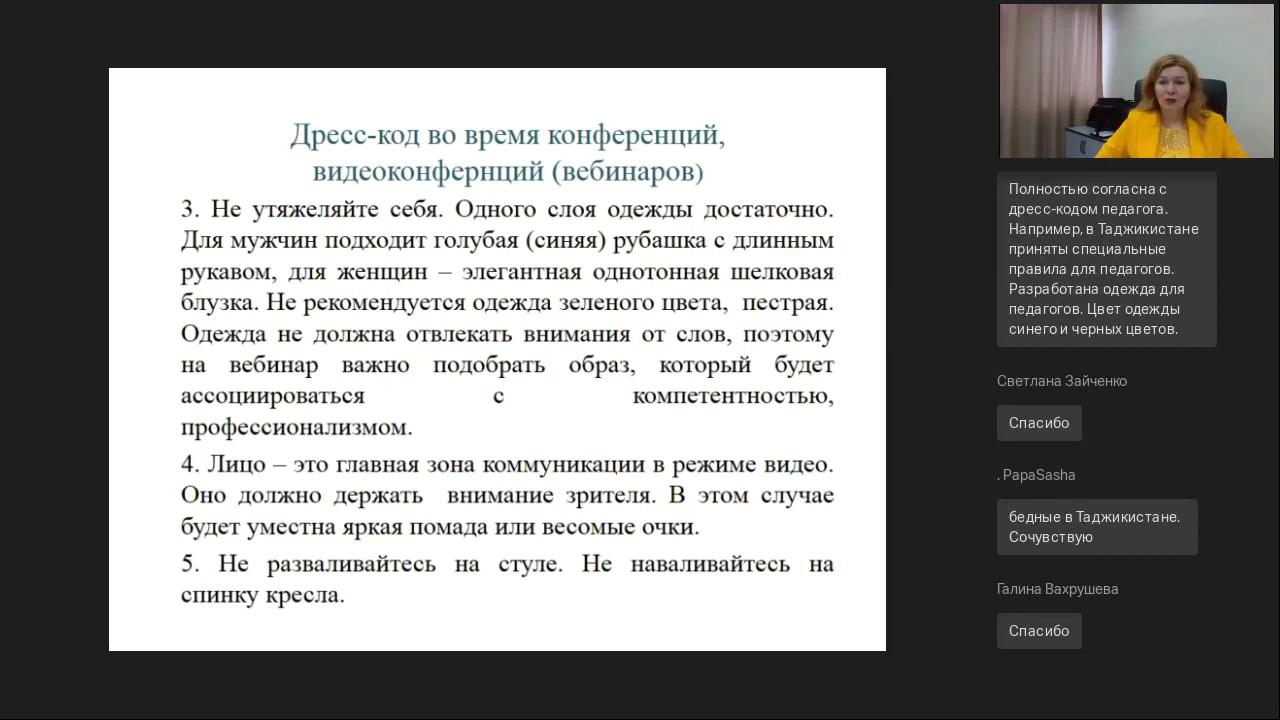 Дресс-код во время конференций,
видеоконфернций (вебинаров)
3. Не утяжеляйте себя. Одного слоя одежды достаточно.
Для мужчин подходит голубая (синяя) рубашка с длинным
рукавом, для женщин – элегантная однотонная шелковая
блузка. Не рекомендуется одежда зеленого цвета, пестрая.
Одежда не должна отвлекать внимания от слов, поэтому
на вебинар важно подобрать образ, который будет
ассоциироваться с компетентностью,
профессионализмом.
4. Лицо – это главная зона коммуникации в режиме видео.
Оно должно держать внимание зрителя. В этом случае
будет уместна яркая помада или весомые очки.
5. Не разваливайтесь на стуле. Не наваливайтесь на
спинку кресла.
Полностью согласна с
дресс-кодом педагога.
Например, в Таджикистане
приняты специальные
правила для педагогов.
Разработана одежда для
педагогов. Цвет одежды
синего и черных цветов.
Светлана Зайченко
Спасибо
. PapaSasha
бедные в Таджикистане.
Сочувствую
Галина Вахрушева
Спасибо